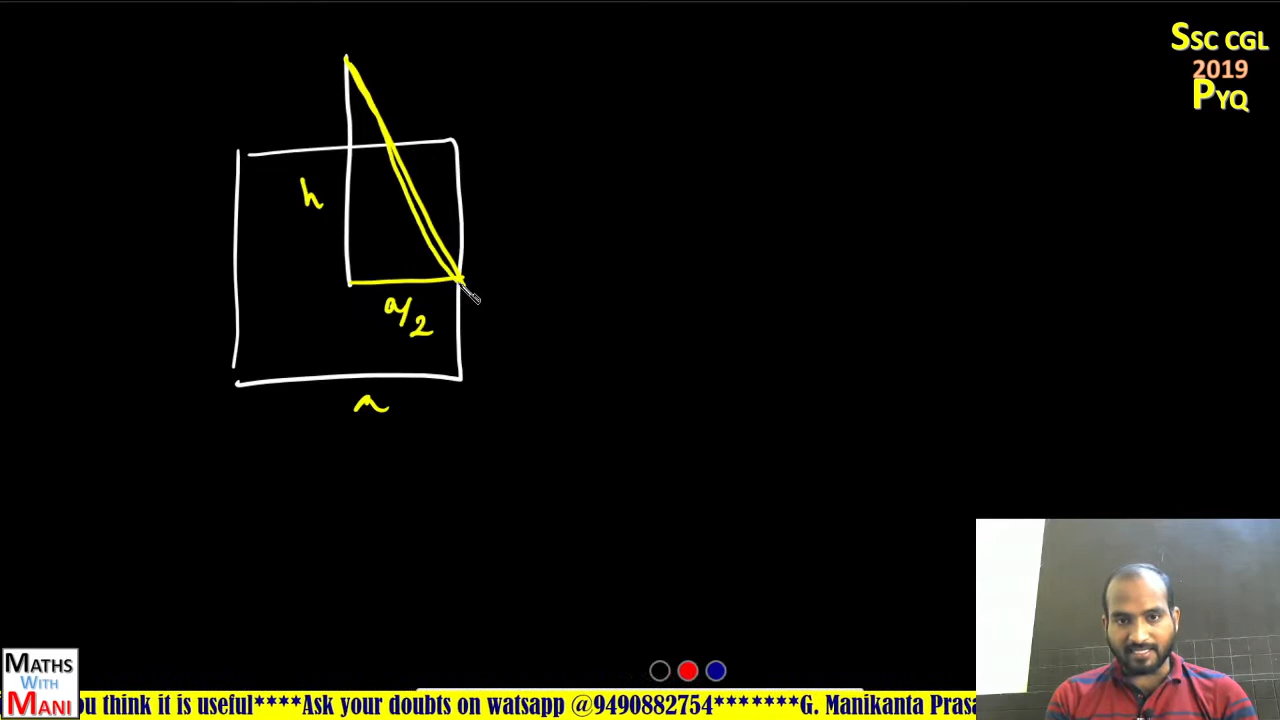 SSC CGL
2019
PYQ
h
a/2
a
MATHS
WITH
MANI
ou think it is useful****Ask your doubts on watsapp @9490882754*******G. Manikanta Prasa